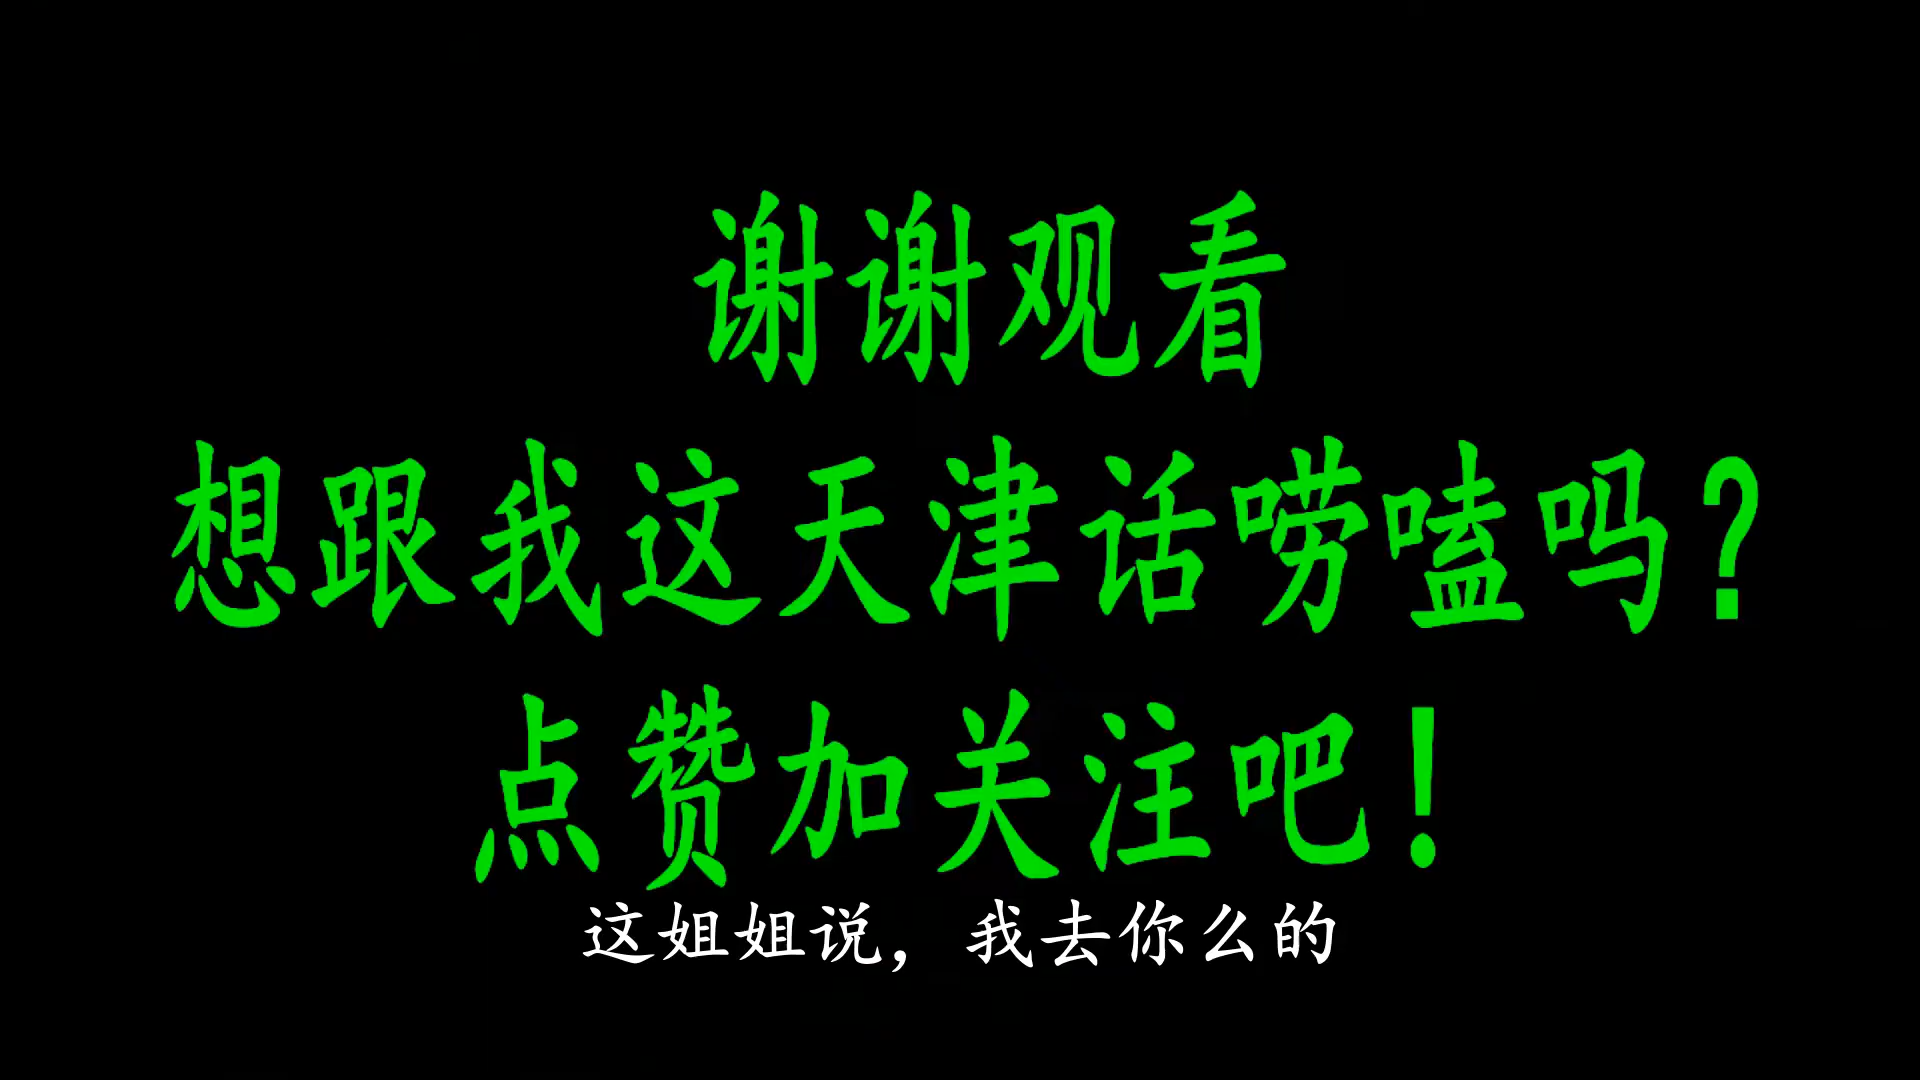 谢谢观看
想跟我这天津话唠嗑吗？
点赞加关注吧！
这姐姐说，我去你么的